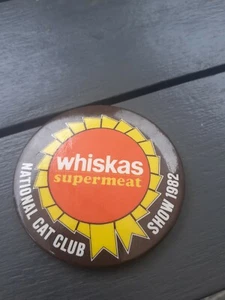 whiskas
supermeat
NATIONAL CAT CLUB SHOW 1982